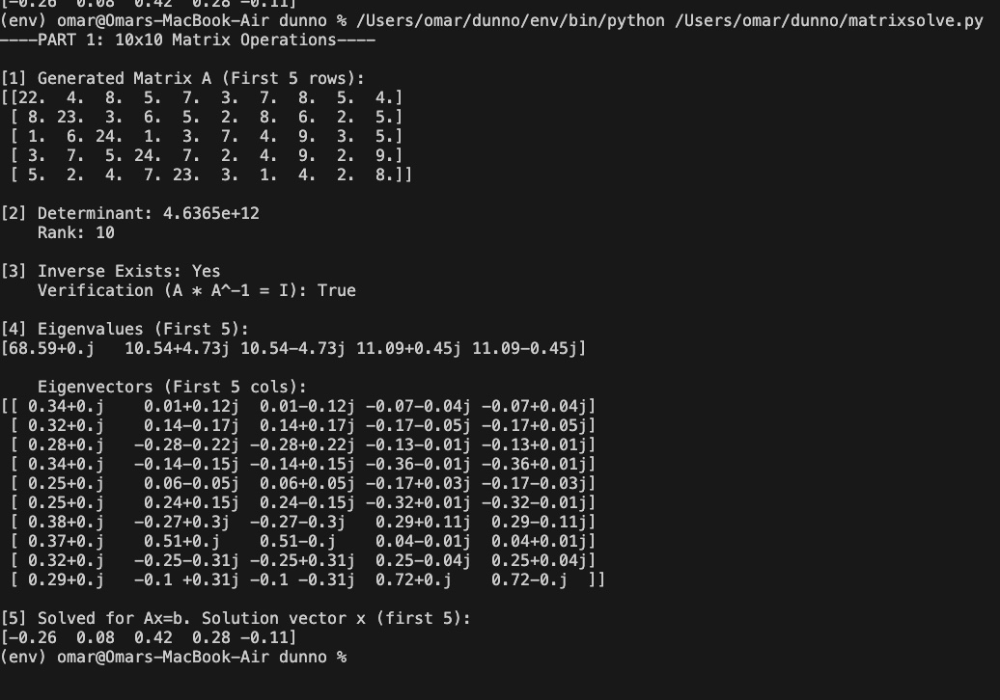 [-0.26  0.08  0.42  0.28 -0.11]
(env) omar@Omars-MacBook-Air dunno % /Users/omar/dunno/env/bin/python /Users/omar/dunno/matrixsolve.py
----PART 1: 10x10 Matrix Operations----
[1] Generated Matrix A (First 5 rows):
[[22.  4.  8.  5.  7.  3.  7.  8.  5.  4.]
 [ 8. 23.  3.  6.  5.  2.  8.  6.  2.  5.]
 [ 1.  6. 24.  1.  3.  7.  4.  9.  3.  5.]
 [ 3.  7.  5. 24.  7.  2.  4.  9.  2.  9.]
 [ 5.  2.  4.  7. 23.  3.  1.  4.  2.  8.]]
[2] Determinant: 4.6365e+12
    Rank: 10
[3] Inverse Exists: Yes
    Verification (A * A^-1 = I): True
[4] Eigenvalues (First 5):
[68.59+0.j   10.54+4.73j 10.54-4.73j 11.09+0.45j 11.09-0.45j]
    Eigenvectors (First 5 cols):
[[ 0.34+0.j    0.01+0.12j  0.01-0.12j -0.07-0.04j -0.07+0.04j]
 [ 0.32+0.j    0.14-0.17j  0.14+0.17j -0.17-0.05j -0.17+0.05j]
 [ 0.28+0.j   -0.28-0.22j -0.28+0.22j -0.13-0.01j -0.13+0.01j]
 [ 0.34+0.j   -0.14-0.15j -0.14+0.15j -0.36-0.01j -0.36+0.01j]
 [ 0.25+0.j    0.06-0.05j  0.06+0.05j -0.17+0.03j -0.17-0.03j]
 [ 0.25+0.j    0.24+0.15j  0.24-0.15j -0.32+0.01j -0.32-0.01j]
 [ 0.38+0.j   -0.27+0.3j  -0.27-0.3j   0.29+0.11j  0.29-0.11j]
 [ 0.37+0.j    0.51+0.j    0.51-0.j    0.04-0.01j  0.04+0.01j]
 [ 0.32+0.j   -0.25-0.31j -0.25+0.31j  0.25-0.04j  0.25+0.04j]
 [ 0.29+0.j   -0.1 +0.31j -0.1 -0.31j  0.72+0.j    0.72-0.j  ]]
[5] Solved for Ax=b. Solution vector x (first 5):
[-0.26  0.08  0.42  0.28 -0.11]
(env) omar@Omars-MacBook-Air dunno %